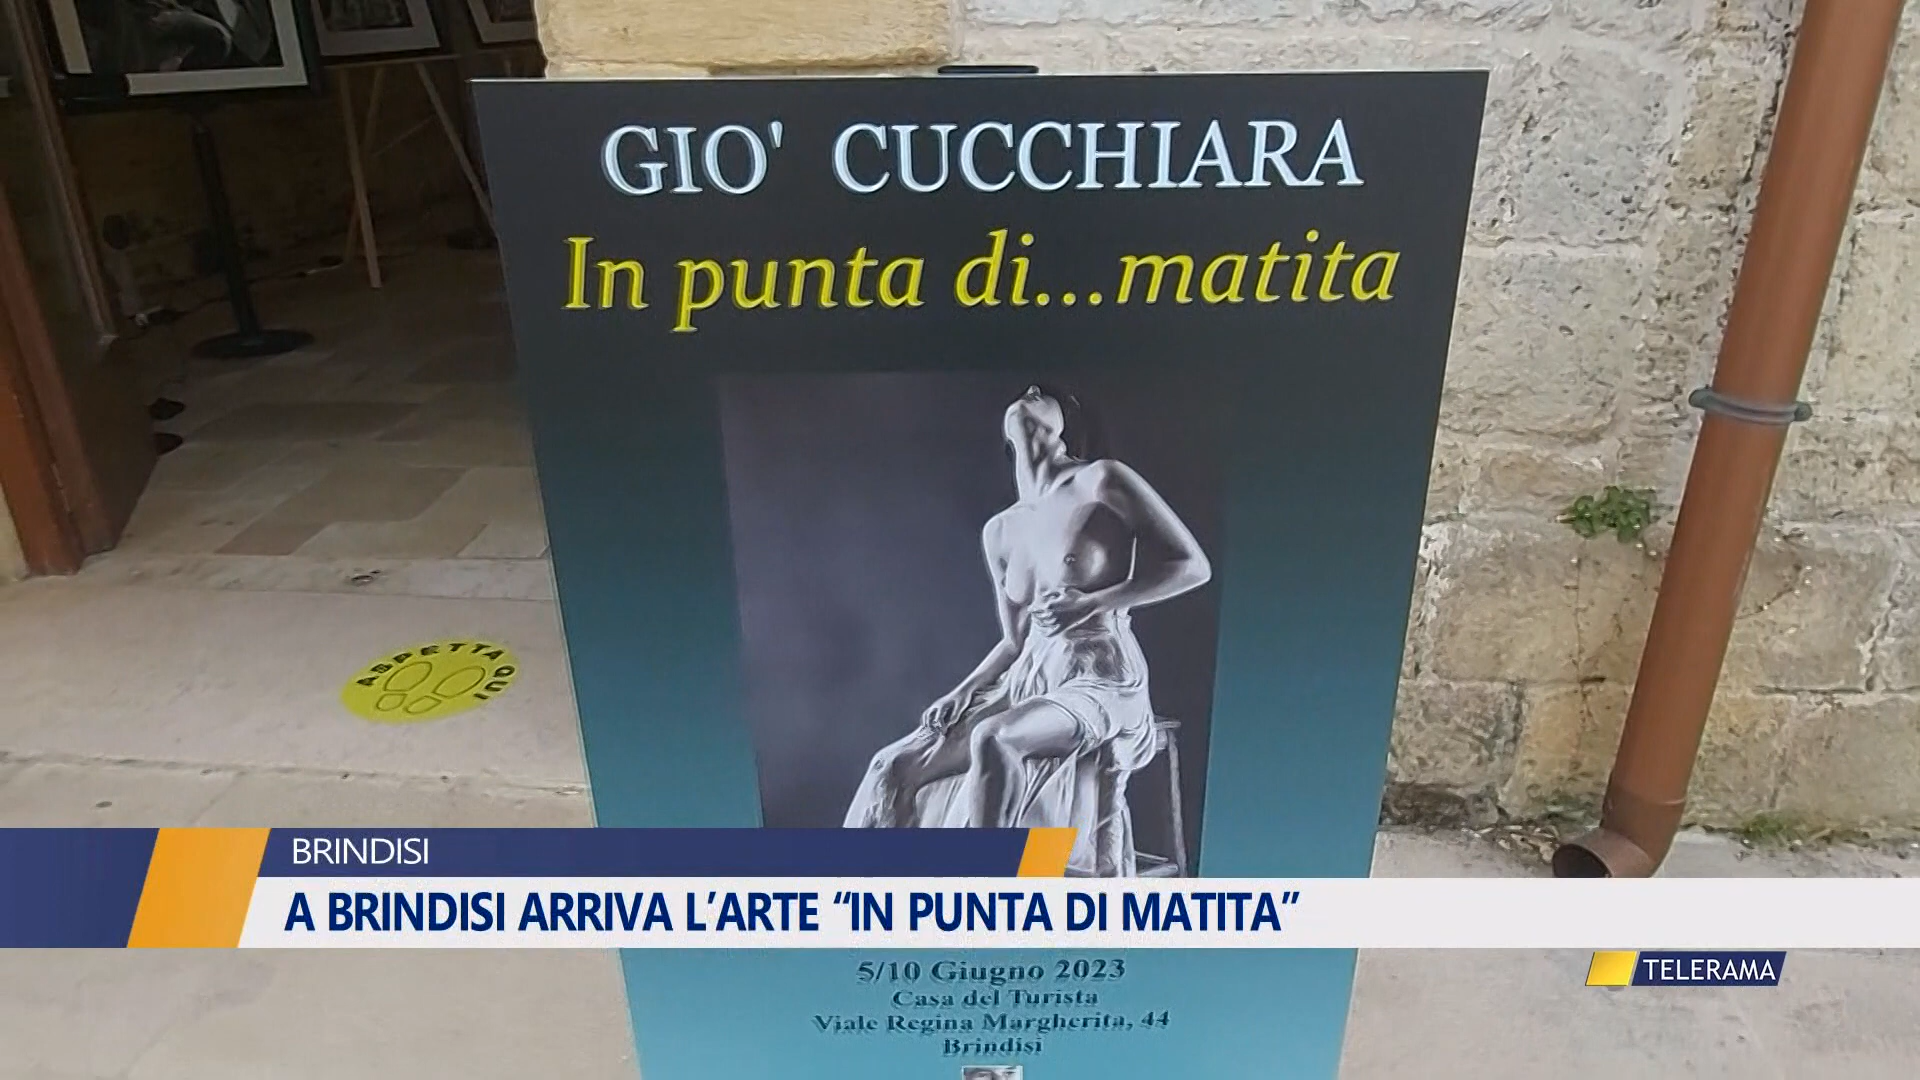 GIO' CUCCHIARA
In punta di...matita
ASPETTA QUI
BRINDISI
A BRINDISI ARRIVA L’ARTE “IN PUNTA DI MATITA”
TELERAMA
5/10 Giugno 2023
Casa del Turista
Viale Regina Margherita, 44
Brindisi